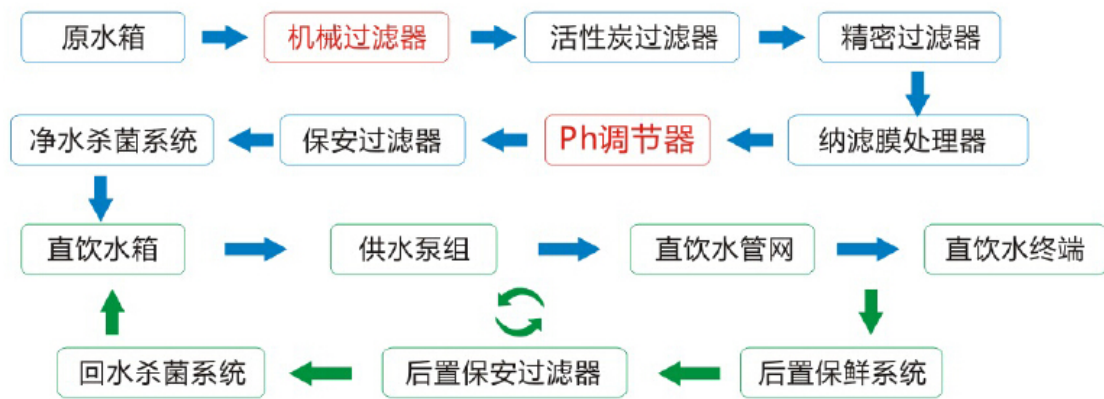 原水箱 机械过滤器 活性炭过滤器 精密过滤器
净水杀菌系统 保安过滤器 Ph调节器 纳滤膜处理器
直饮水箱 供水泵组 直饮水管网 直饮水终端
回水杀菌系统 后置保安过滤器 后置保鲜系统